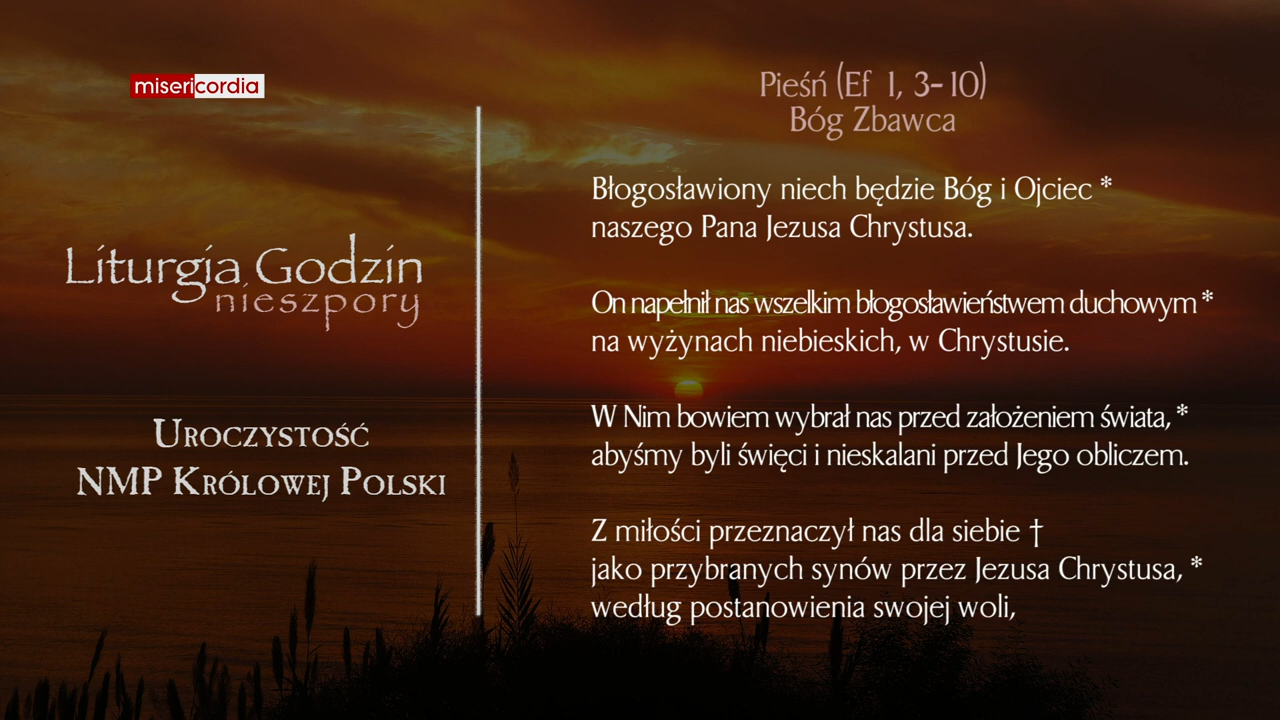 misericordia
Liturgia Godzin
nieszpory
Uroczystość
NMP Królowej Polski
Pieśń (Ef 1, 3-10)
Bóg Zbawca
Błogosławiony niech będzie Bóg i Ojciec *
naszego Pana Jezusa Chrystusa.
On napełnił nas wszelkim błogosławieństwem duchowym *
na wyżynach niebieskich, w Chrystusie.
W Nim bowiem wybrał nas przed założeniem świata, *
abyśmy byli święci i nieskalani przed Jego obliczem.
Z miłości przeznaczył nas dla siebie †
jako przybranych synów przez Jezusa Chrystusa, *
według postanowienia swojej woli,